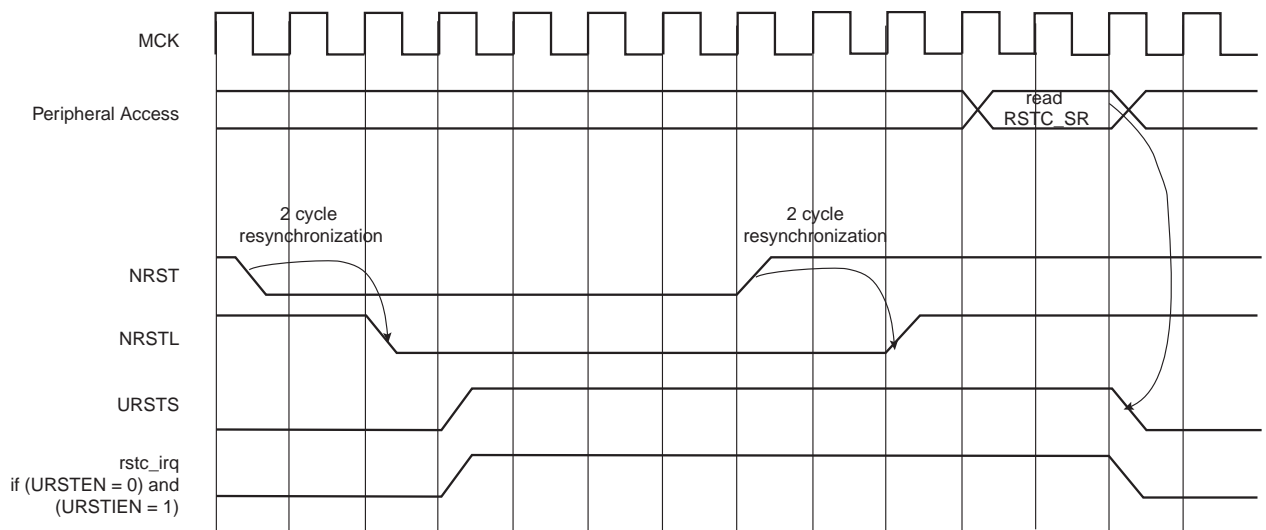 MCK
Peripheral Access
read
RSTC_SR
2 cycle
resynchronization
2 cycle
resynchronization
NRST
NRSTL
URSTS
rstc_irq
if (URSTEN = 0) and
(URSTIEN = 1)